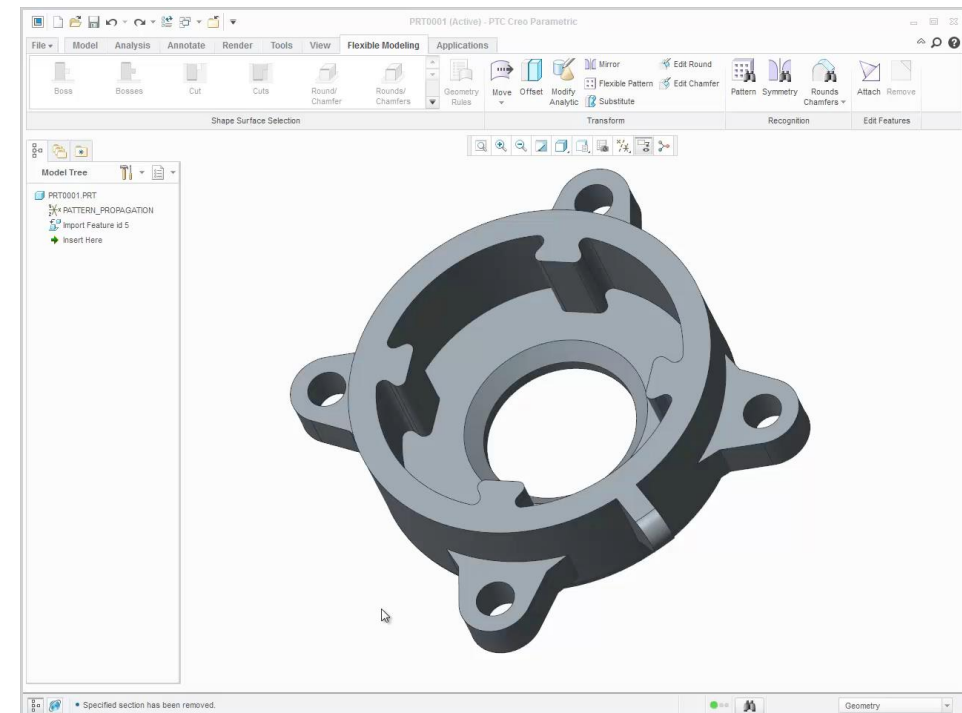 PRT0001 (Active) - PTC Creo Parametric
File Model Analysis Annotate Render Tools View Flexible Modeling Applications
Boss Bosses Cut Cuts Round/ Chamfer Rounds/ Chamfers Geometry Rules
Move Offset Modify Analytic
Mirror Edit Round
Flexible Pattern Edit Chamfer
Substitute
Pattern Symmetry Rounds Chamfers Attach Remove
Shape Surface Selection Transform Recognition Edit Features
Model Tree
PRT0001.PRT
PATTERN_PROPAGATION
Import Feature id 5
Insert Here
Specified section has been removed.
Geometry